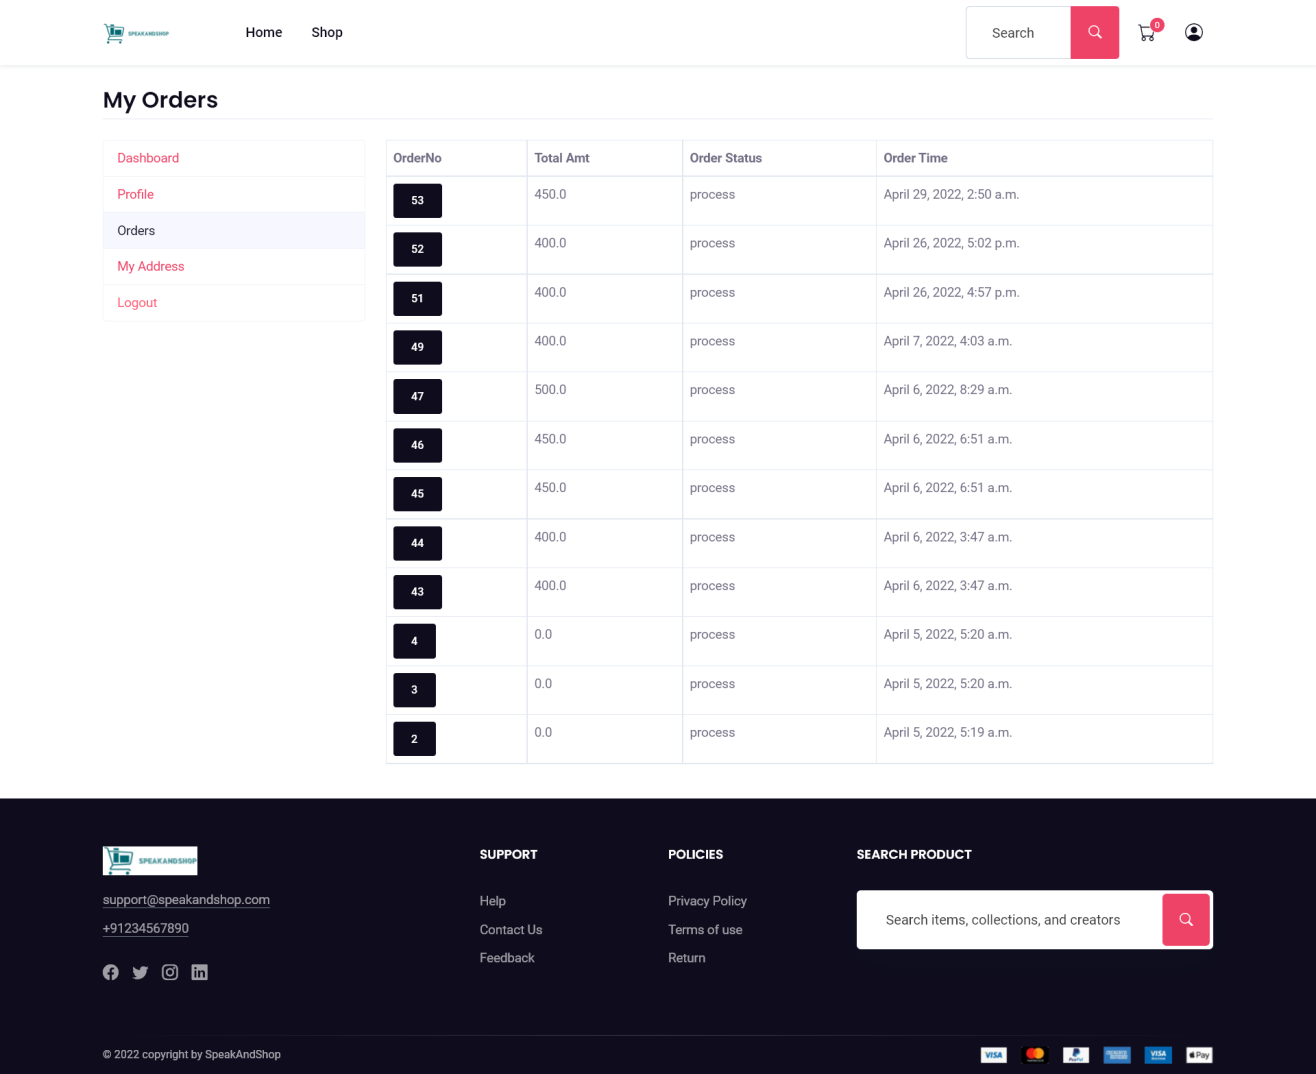 SPEAKANDSHOP
Home Shop
Search
0
My Orders
Dashboard
Profile
Orders
My Address
Logout
OrderNo Total Amt Order Status Order Time
53 450.0 process April 29, 2022, 2:50 a.m.
52 400.0 process April 26, 2022, 5:02 p.m.
51 400.0 process April 26, 2022, 4:57 p.m.
49 400.0 process April 7, 2022, 4:03 a.m.
47 500.0 process April 6, 2022, 8:29 a.m.
46 450.0 process April 6, 2022, 6:51 a.m.
45 450.0 process April 6, 2022, 6:51 a.m.
44 400.0 process April 6, 2022, 3:47 a.m.
43 400.0 process April 6, 2022, 3:47 a.m.
4 0.0 process April 5, 2022, 5:20 a.m.
3 0.0 process April 5, 2022, 5:20 a.m.
2 0.0 process April 5, 2022, 5:19 a.m.
SPEAKANDSHOP
support@speakandshop.com
+91234567890
SUPPORT
Help
Contact Us
Feedback
POLICIES
Privacy Policy
Terms of use
Return
SEARCH PRODUCT
Search items, collections, and creators
© 2022 copyright by SpeakAndShop
VISA
PayPal
VISA
Pay